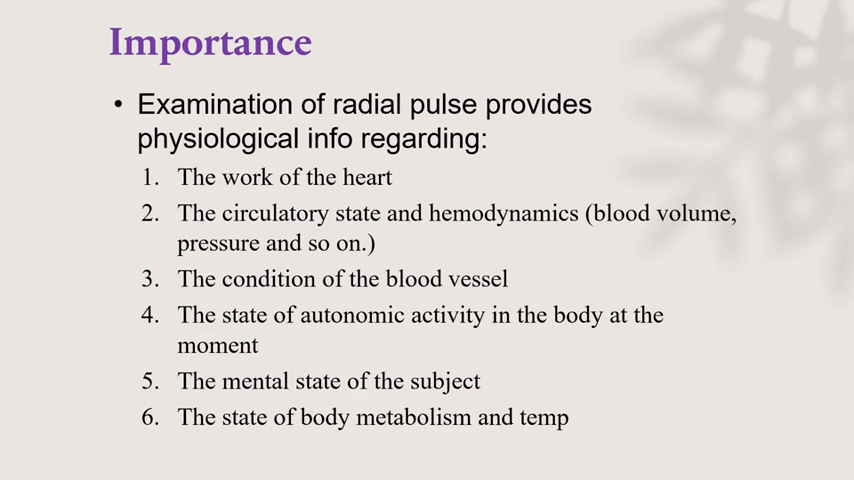 Importance
• Examination of radial pulse provides
physiological info regarding:
1. The work of the heart
2. The circulatory state and hemodynamics (blood volume,
pressure and so on.)
3. The condition of the blood vessel
4. The state of autonomic activity in the body at the
moment
5. The mental state of the subject
6. The state of body metabolism and temp